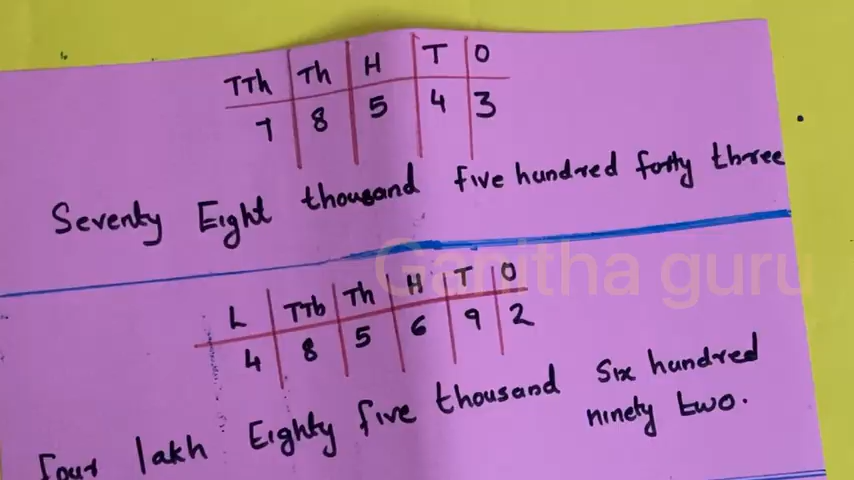 TTh Th H T O
7 8 5 4 3
Seventy Eight thousand five hundred forty three
Ganitha guru
L TTh Th H T O
4 8 5 6 9 2
four lakh Eighty five thousand Six hundred
ninety two.